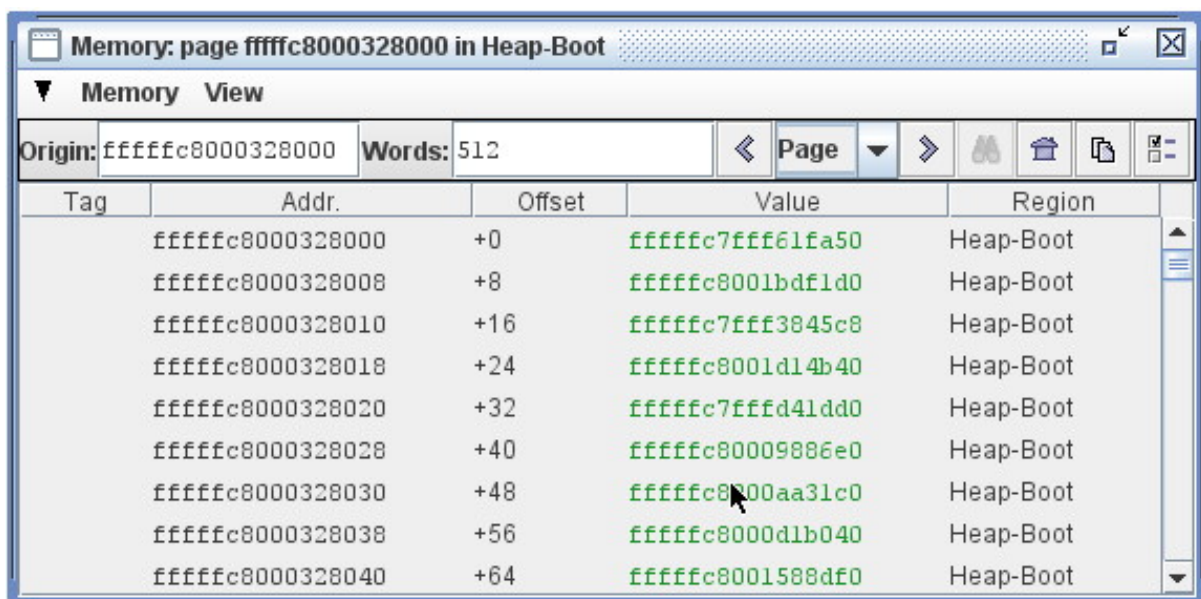 Memory: page fffffc8000328000 in Heap-Boot
Memory View
Origin: fffffc8000328000 Words: 512 Page
Tag Addr. Offset Value Region
fffffc8000328000 +0 fffffc7fff61fa50 Heap-Boot
fffffc8000328008 +8 fffffc8001bdf1d0 Heap-Boot
fffffc8000328010 +16 fffffc7fff3845c8 Heap-Boot
fffffc8000328018 +24 fffffc8001d14b40 Heap-Boot
fffffc8000328020 +32 fffffc7fffd41dd0 Heap-Boot
fffffc8000328028 +40 fffffc80009886e0 Heap-Boot
fffffc8000328030 +48 fffffc8000aa31c0 Heap-Boot
fffffc8000328038 +56 fffffc8000d1b040 Heap-Boot
fffffc8000328040 +64 fffffc8001588df0 Heap-Boot